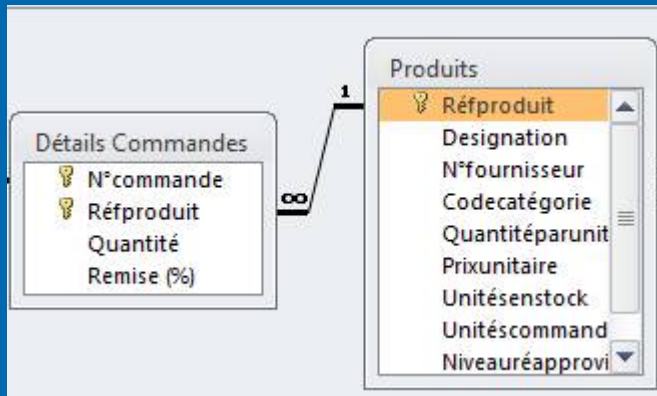 Détails Commandes
N°commande
Réfproduit
Quantité
Remise (%)
∞
1
Produits
Réfproduit
Designation
N°fournisseur
Codecatégorie
Quantitéparunit
Prixunitaire
Unitésenstock
Unitéscommand
Niveauréapprovi